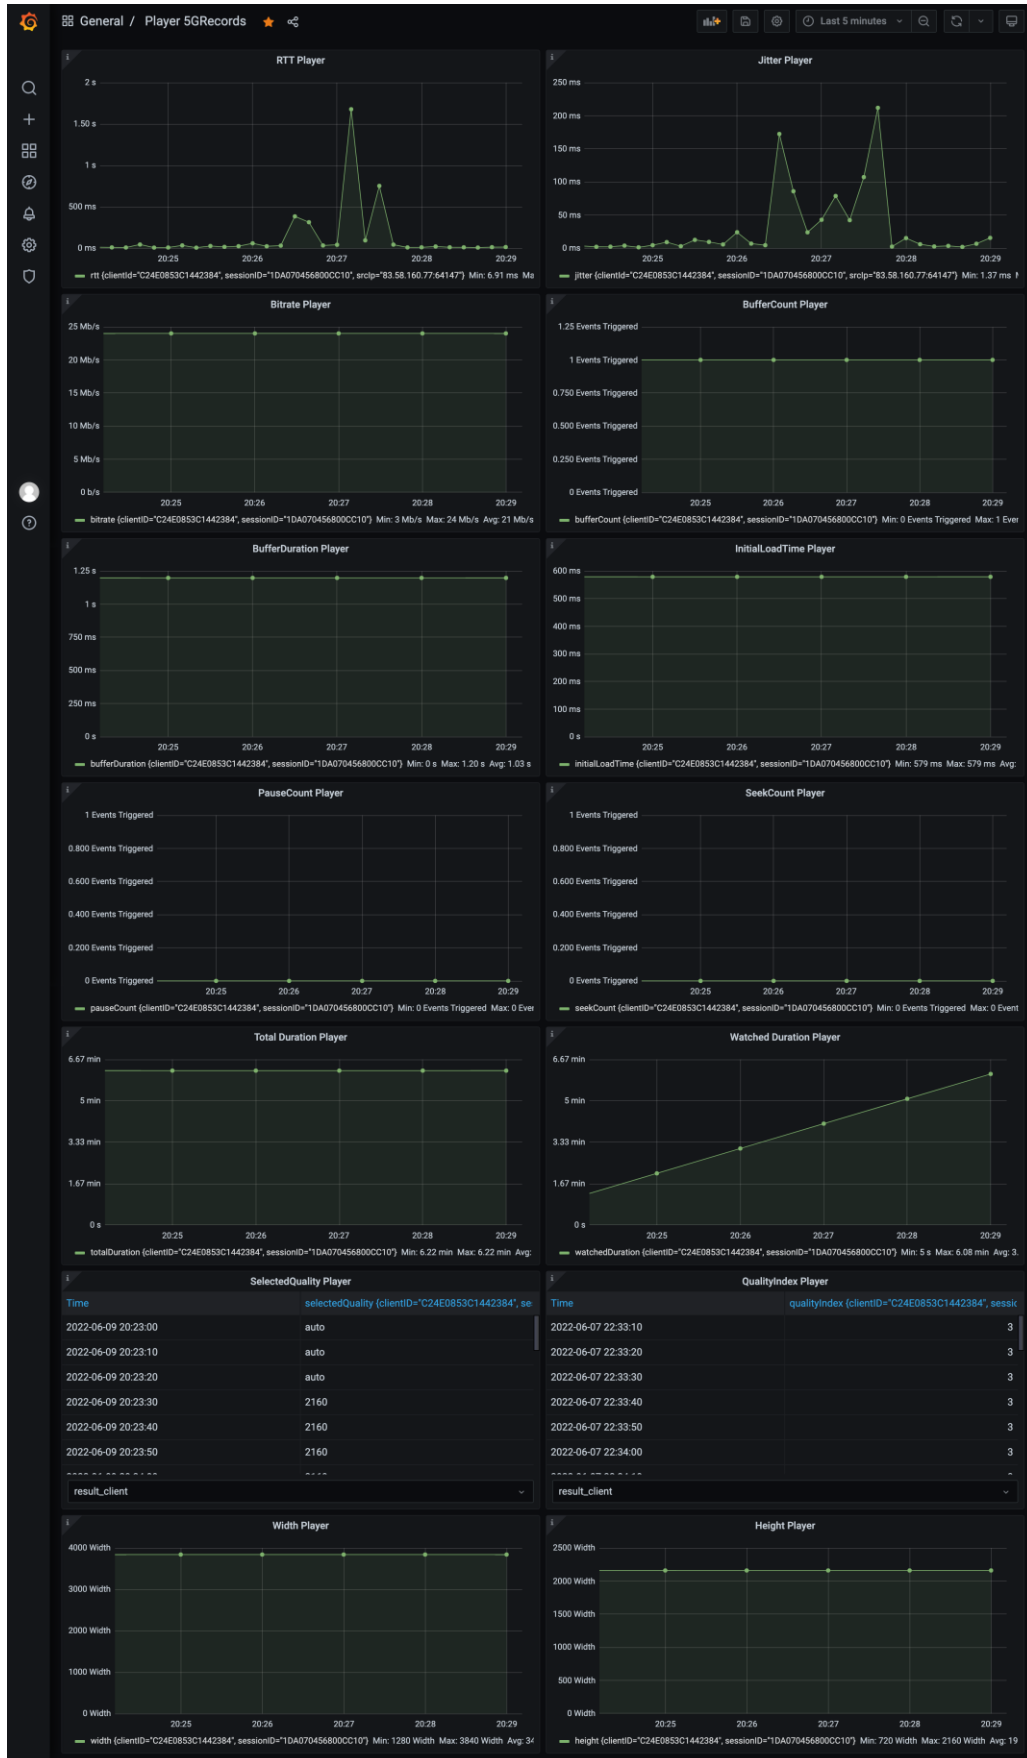 General / Player 5GRecords
Last 5 minutes
RTT Player
2 s
1.50 s
1 s
500 ms
0 ms
20:25 20:26 20:27 20:28 20:29
rtt {clientId="C24E0853C1442384", sessionID="1DA070456800CC10", srcIp="83.58.160.77:64147"} Min: 6.91 ms Ma
Jitter Player
250 ms
200 ms
150 ms
100 ms
50 ms
0 ms
20:25 20:26 20:27 20:28 20:29
jitter {clientId="C24E0853C1442384", sessionID="1DA070456800CC10", srcIp="83.58.160.77:64147"} Min: 1.37 ms
Bitrate Player
25 Mb/s
20 Mb/s
15 Mb/s
10 Mb/s
5 Mb/s
0 b/s
20:25 20:26 20:27 20:28 20:29
bitrate {clientID="C24E0853C1442384", sessionID="1DA070456800CC10"} Min: 3 Mb/s Max: 24 Mb/s Avg: 21 Mb/s
BufferCount Player
1.25 Events Triggered
1 Events Triggered
0.750 Events Triggered
0.500 Events Triggered
0.250 Events Triggered
0 Events Triggered
20:25 20:26 20:27 20:28 20:29
bufferCount {clientID="C24E0853C1442384", sessionID="1DA070456800CC10"} Min: 0 Events Triggered Max: 1 Ever
BufferDuration Player
1.25 s
1 s
750 ms
500 ms
250 ms
0 s
20:25 20:26 20:27 20:28 20:29
bufferDuration {clientID="C24E0853C1442384", sessionID="1DA070456800CC10"} Min: 0 s Max: 1.20 s Avg: 1.03 s
InitialLoadTime Player
600 ms
500 ms
400 ms
300 ms
200 ms
100 ms
0 s
20:25 20:26 20:27 20:28 20:29
initialLoadTime {clientID="C24E0853C1442384", sessionID="1DA070456800CC10"} Min: 579 ms Max: 579 ms Avg:
PauseCount Player
1 Events Triggered
0.800 Events Triggered
0.600 Events Triggered
0.400 Events Triggered
0.200 Events Triggered
0 Events Triggered
20:25 20:26 20:27 20:28 20:29
pauseCount {clientID="C24E0853C1442384", sessionID="1DA070456800CC10"} Min: 0 Events Triggered Max: 0 Ever
SeekCount Player
1 Events Triggered
0.800 Events Triggered
0.600 Events Triggered
0.400 Events Triggered
0.200 Events Triggered
0 Events Triggered
20:25 20:26 20:27 20:28 20:29
seekCount {clientID="C24E0853C1442384", sessionID="1DA070456800CC10"} Min: 0 Events Triggered Max: 0 Event
Total Duration Player
6.67 min
5 min
3.33 min
1.67 min
0 s
20:25 20:26 20:27 20:28 20:29
totalDuration {clientID="C24E0853C1442384", sessionID="1DA070456800CC10"} Min: 6.22 min Max: 6.22 min Avg:
Watched Duration Player
6.67 min
5 min
3.33 min
1.67 min
0 s
20:25 20:26 20:27 20:28 20:29
watchedDuration {clientID="C24E0853C1442384", sessionID="1DA070456800CC10"} Min: 5 s Max: 6.08 min Avg: 3.
SelectedQuality Player
Time selectedQuality {clientID="C24E0853C1442384", se
2022-06-09 20:23:00 auto
2022-06-09 20:23:10 auto
2022-06-09 20:23:20 auto
2022-06-09 20:23:30 2160
2022-06-09 20:23:40 2160
2022-06-09 20:23:50 2160
result_client
QualityIndex Player
Time qualityIndex {clientID="C24E0853C1442384", sessic
2022-06-07 22:33:10 3
2022-06-07 22:33:20 3
2022-06-07 22:33:30 3
2022-06-07 22:33:40 3
2022-06-07 22:33:50 3
2022-06-07 22:34:00 3
result_client
Width Player
4000 Width
3000 Width
2000 Width
1000 Width
0 Width
20:25 20:26 20:27 20:28 20:29
width {clientID="C24E0853C1442384", sessionID="1DA070456800CC10"} Min: 1280 Width Max: 3840 Width Avg: 34
Height Player
2500 Width
2000 Width
1500 Width
1000 Width
500 Width
0 Width
20:25 20:26 20:27 20:28 20:29
height {clientID="C24E0853C1442384", sessionID="1DA070456800CC10"} Min: 720 Width Max: 2160 Width Avg: 19